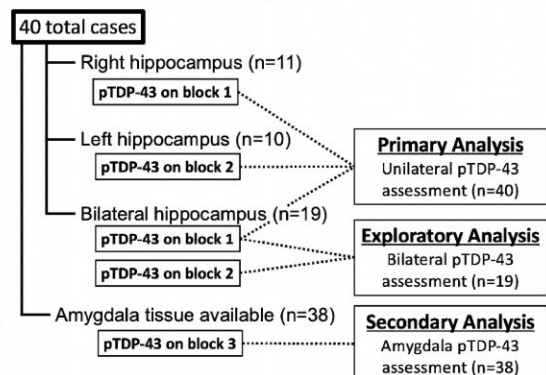 40 total cases
Right hippocampus (n=11)
pTDP-43 on block 1
Left hippocampus (n=10)
pTDP-43 on block 2
Bilateral hippocampus (n=19)
pTDP-43 on block 1
pTDP-43 on block 2
Amygdala tissue available (n=38)
pTDP-43 on block 3
Primary Analysis
Unilateral pTDP-43
assessment (n=40)
Exploratory Analysis
Bilateral pTDP-43
assessment (n=19)
Secondary Analysis
Amygdala pTDP-43
assessment (n=38)